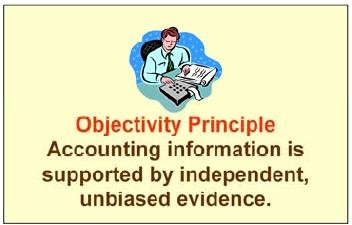 Objectivity Principle
Accounting information is
supported by independent,
unbiased evidence.